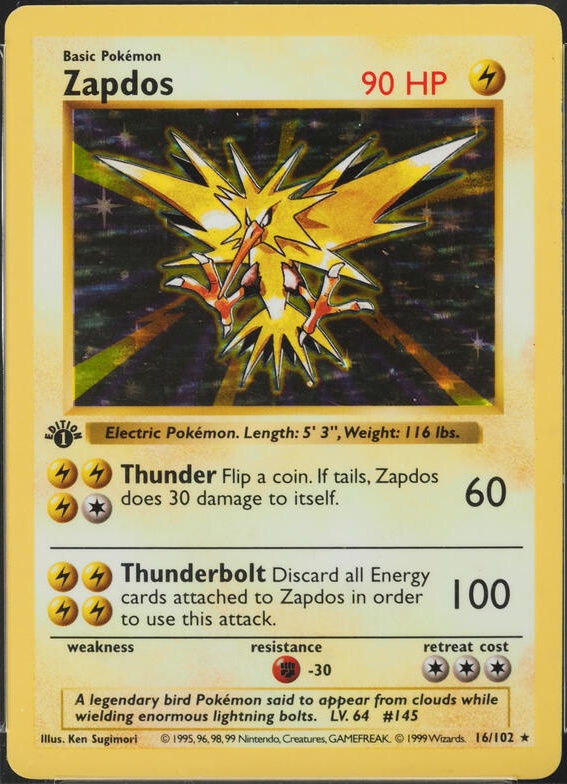 Basic Pokémon
Zapdos 90 HP
EDITION
1
Electric Pokémon. Length: 5' 3", Weight: 116 lbs.
Thunder Flip a coin. If tails, Zapdos
does 30 damage to itself.
60
Thunderbolt Discard all Energy
cards attached to Zapdos in order
to use this attack.
100
weakness resistance retreat cost
-30
A legendary bird Pokémon said to appear from clouds while
wielding enormous lightning bolts. LV. 64 #145
Illus. Ken Sugimori © 1995, 96, 98, 99 Nintendo, Creatures, GAMEFREAK. © 1999 Wizards. 16/102 ★